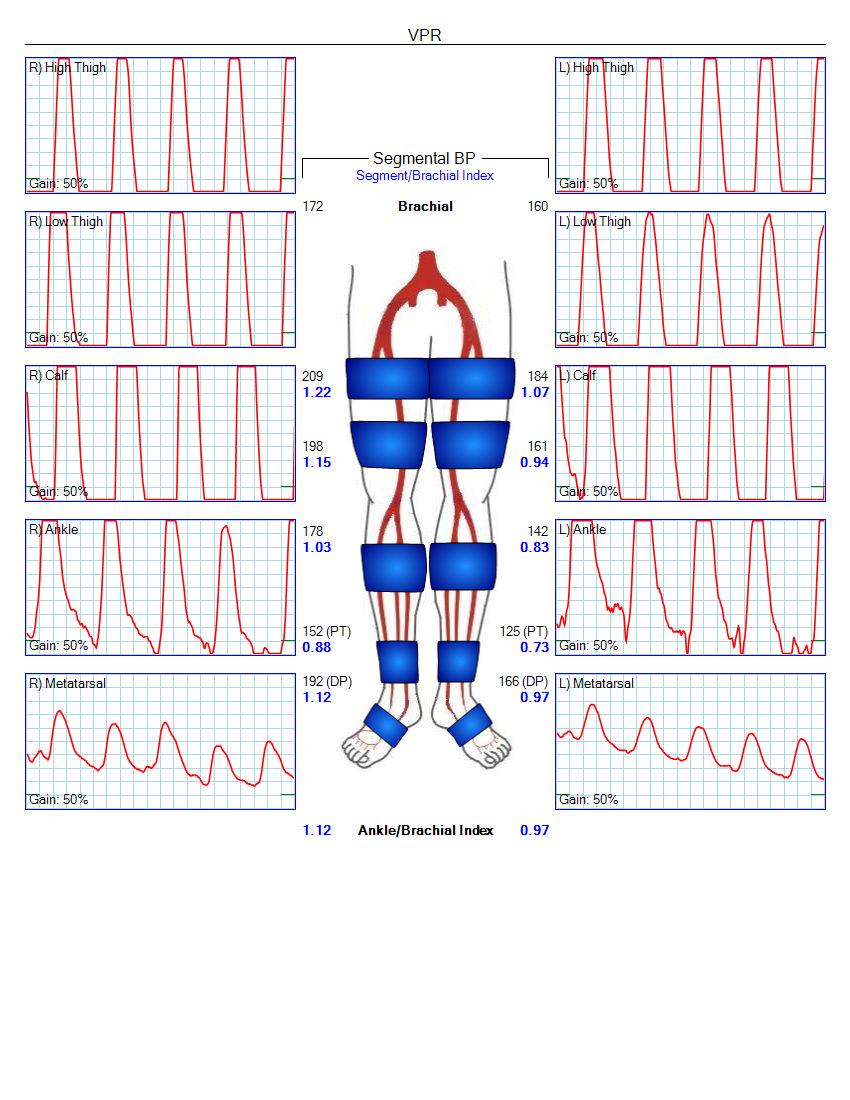 VPR
R) High Thigh
Gain: 50%
L) High Thigh
Gain: 50%
Segmental BP
Segment/Brachial Index
172 Brachial 160
R) Low Thigh
Gain: 50%
L) Low Thigh
Gain: 50%
R) Calf
Gain: 50%
209 184
1.22 1.07
L) Calf
Gain: 50%
198 161
1.15 0.94
R) Ankle
Gain: 50%
178 142
1.03 0.83
L) Ankle
Gain: 50%
152 (PT) 125 (PT)
0.88 0.73
R) Metatarsal
Gain: 50%
192 (DP) 166 (DP)
1.12 0.97
L) Metatarsal
Gain: 50%
1.12 Ankle/Brachial Index 0.97